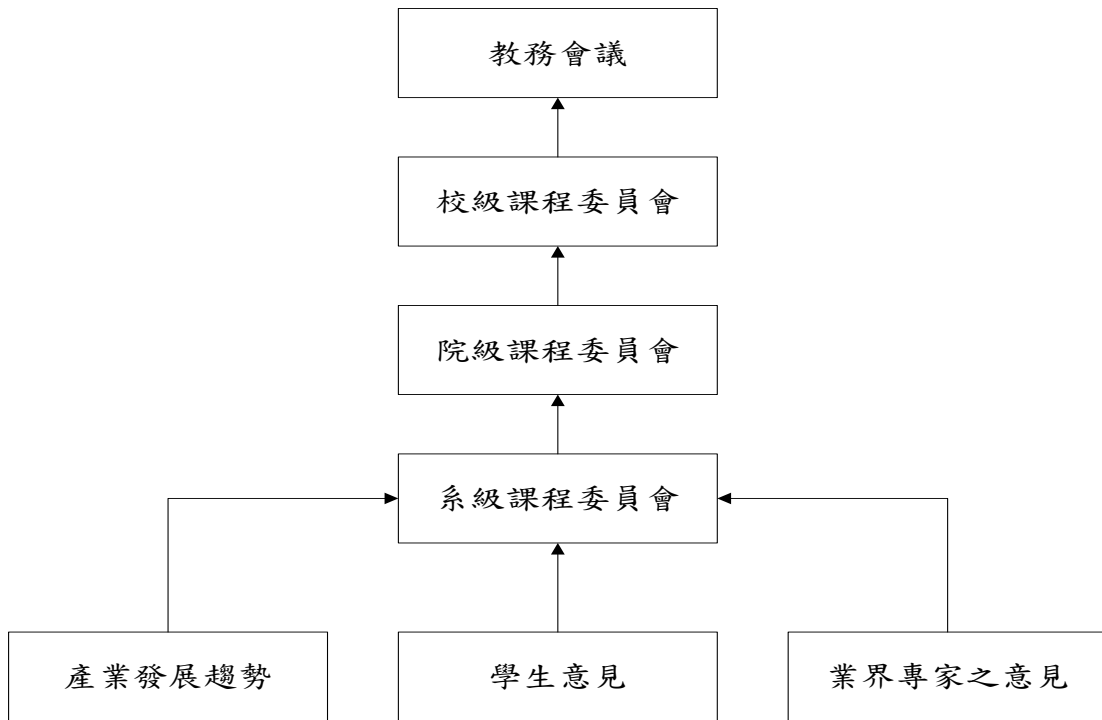 教務會議
校級課程委員會
院級課程委員會
系級課程委員會
產業發展趨勢
學生意見
業界專家之意見